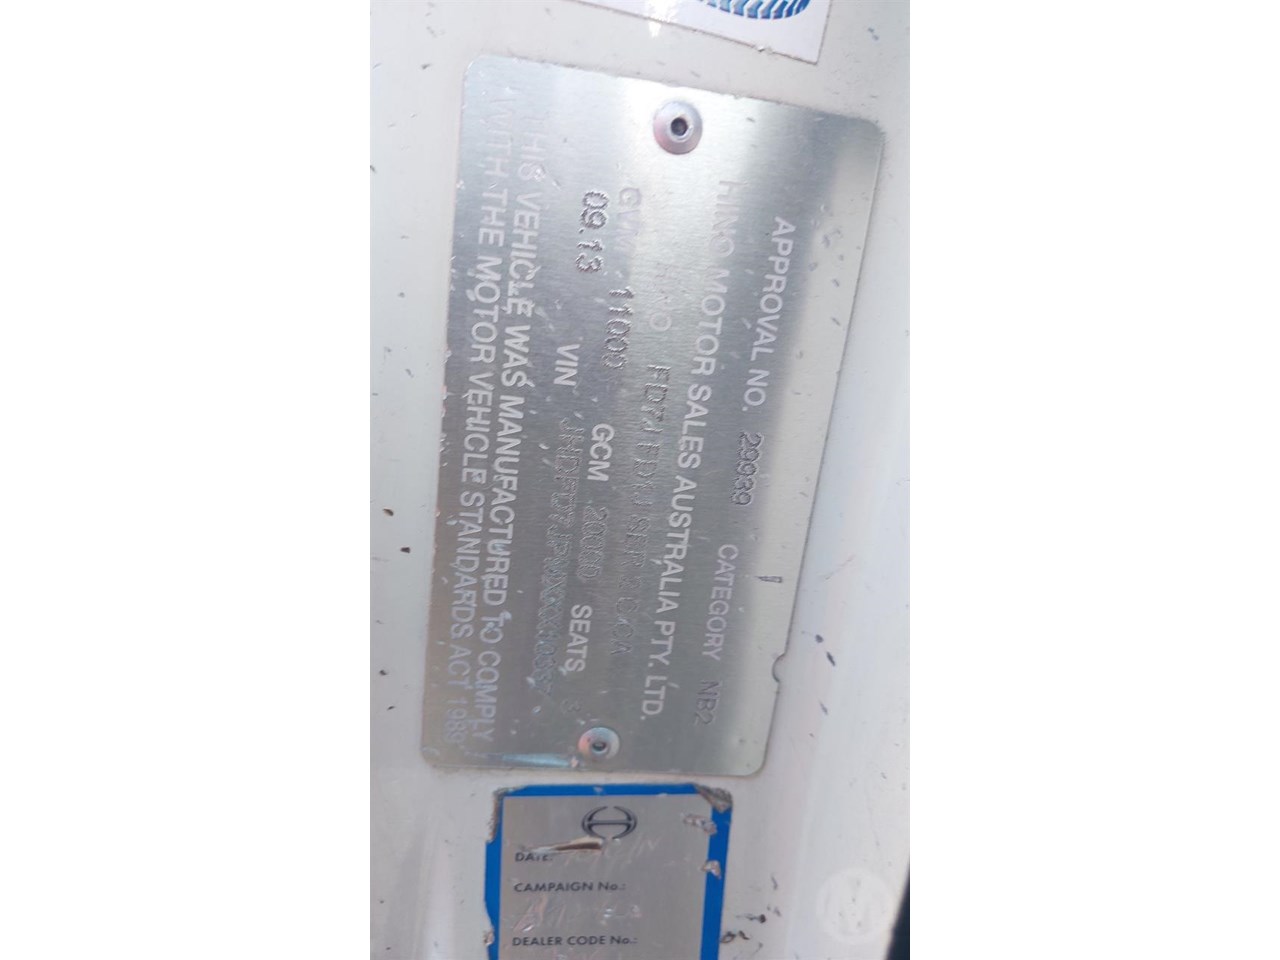 APPROVAL NO. 29939 CATEGORY NB2
HINO MOTOR SALES AUSTRALIA PTY. LTD.
HINO
GVM 11000 GCM 20000 SEATS 3
09.13 VIN
THIS VEHICLE WAS MANUFACTURED TO COMPLY
WITH THE MOTOR VEHICLE STANDARDS ACT 1989
DATE:
CAMPAIGN No.:
DEALER CODE No.:
M